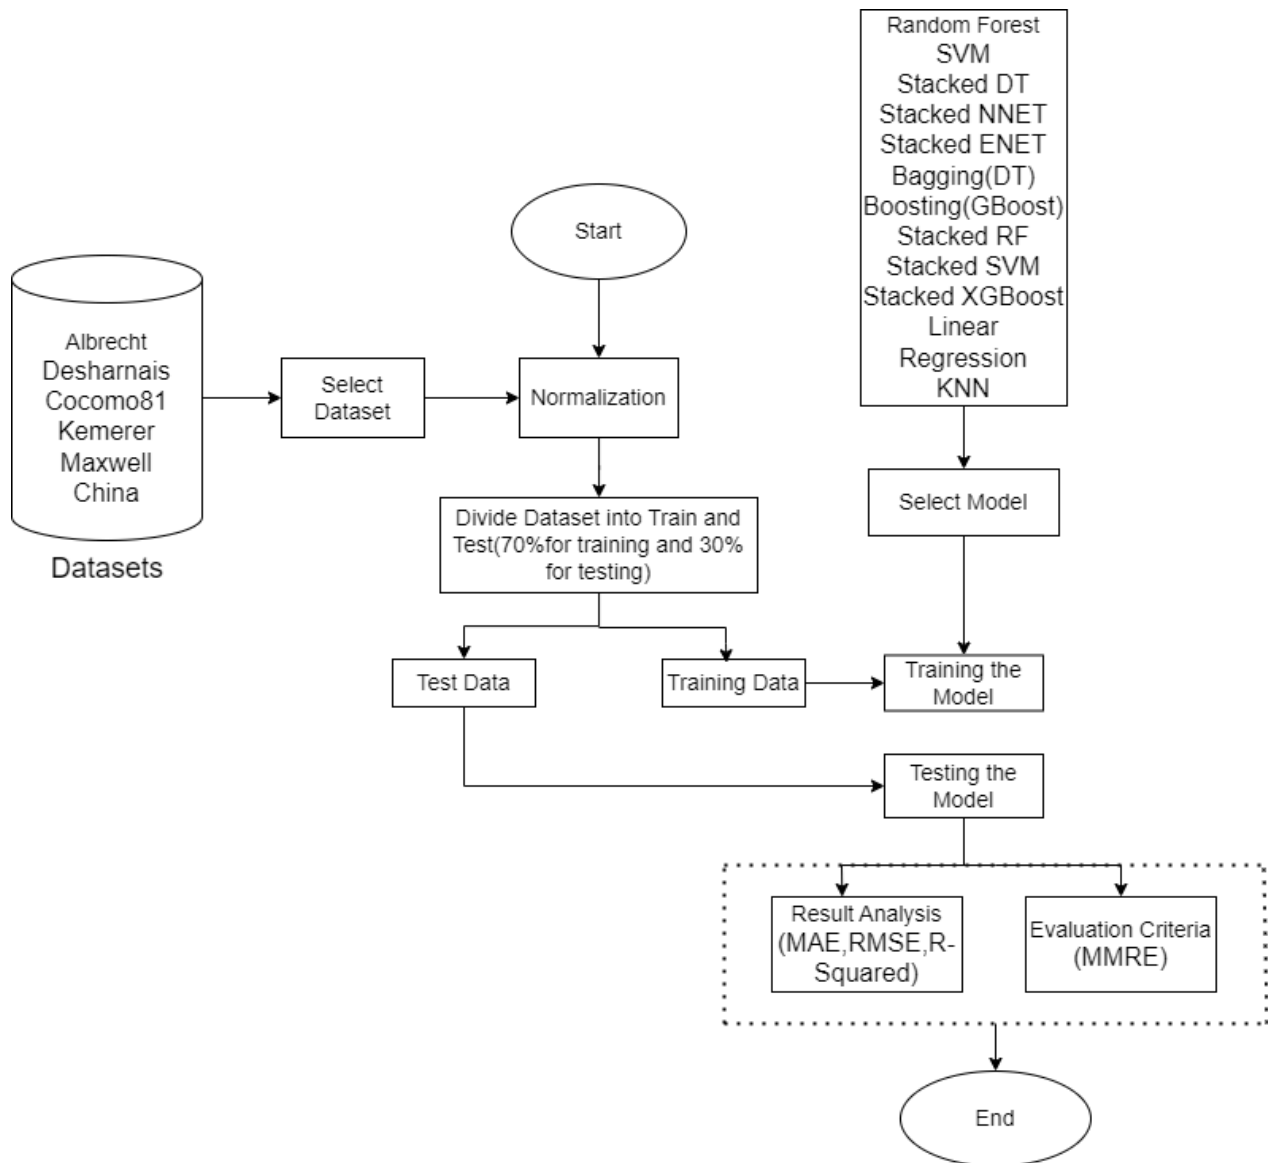 Random Forest
SVM
Stacked DT
Stacked NNET
Stacked ENET
Bagging(DT)
Boosting(GBoost)
Stacked RF
Stacked SVM
Stacked XGBoost
Linear
Regression
KNN
Start
Albrecht
Desharnais
Cocomo81
Kemerer
Maxwell
China
Datasets
Select
Dataset
Normalization
Select Model
Divide Dataset into Train and
Test(70%for training and 30%
for testing)
Test Data
Training Data
Training the
Model
Testing the
Model
Result Analysis
(MAE,RMSE,R-
Squared)
Evaluation Criteria
(MMRE)
End